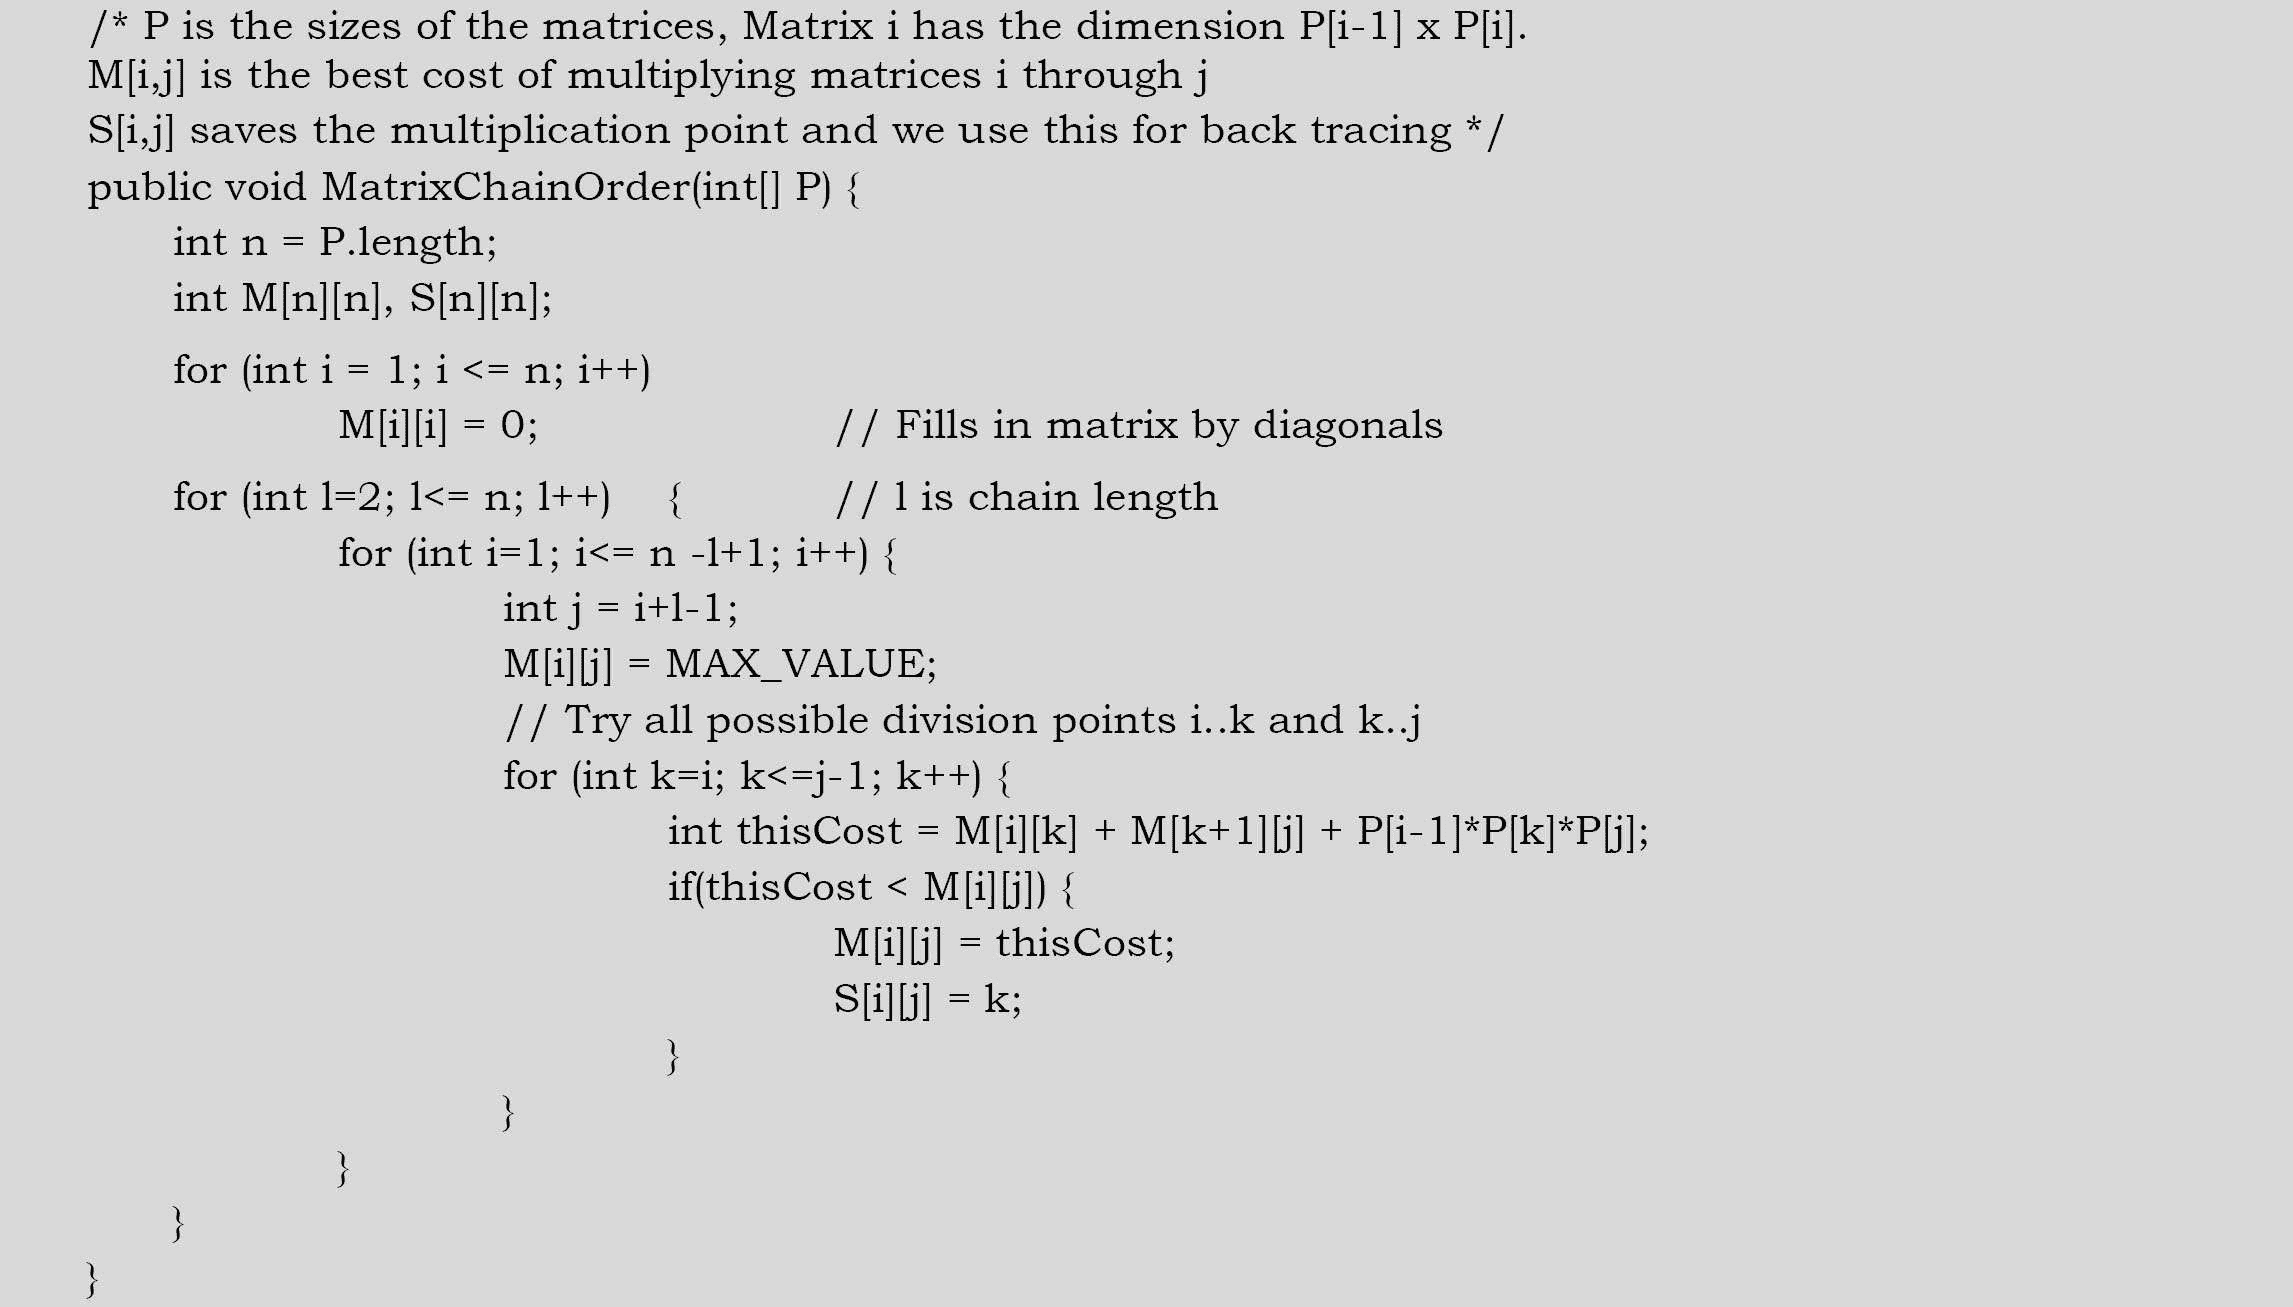 /* P is the sizes of the matrices, Matrix i has the dimension P[i-1] x P[i].
M[i,j] is the best cost of multiplying matrices i through j
S[i,j] saves the multiplication point and we use this for back tracing */
public void MatrixChainOrder(int[] P) {
int n = P.length;
int M[n][n], S[n][n];
for (int i = 1; i <= n; i++)
M[i][i] = 0; // Fills in matrix by diagonals
for (int l=2; l<= n; l++) { // l is chain length
for (int i=1; i<= n -l+1; i++) {
int j = i+l-1;
M[i][j] = MAX_VALUE;
// Try all possible division points i..k and k..j
for (int k=i; k<=j-1; k++) {
int thisCost = M[i][k] + M[k+1][j] + P[i-1]*P[k]*P[j];
if(thisCost < M[i][j]) {
M[i][j] = thisCost;
S[i][j] = k;
}
}
}
}
}